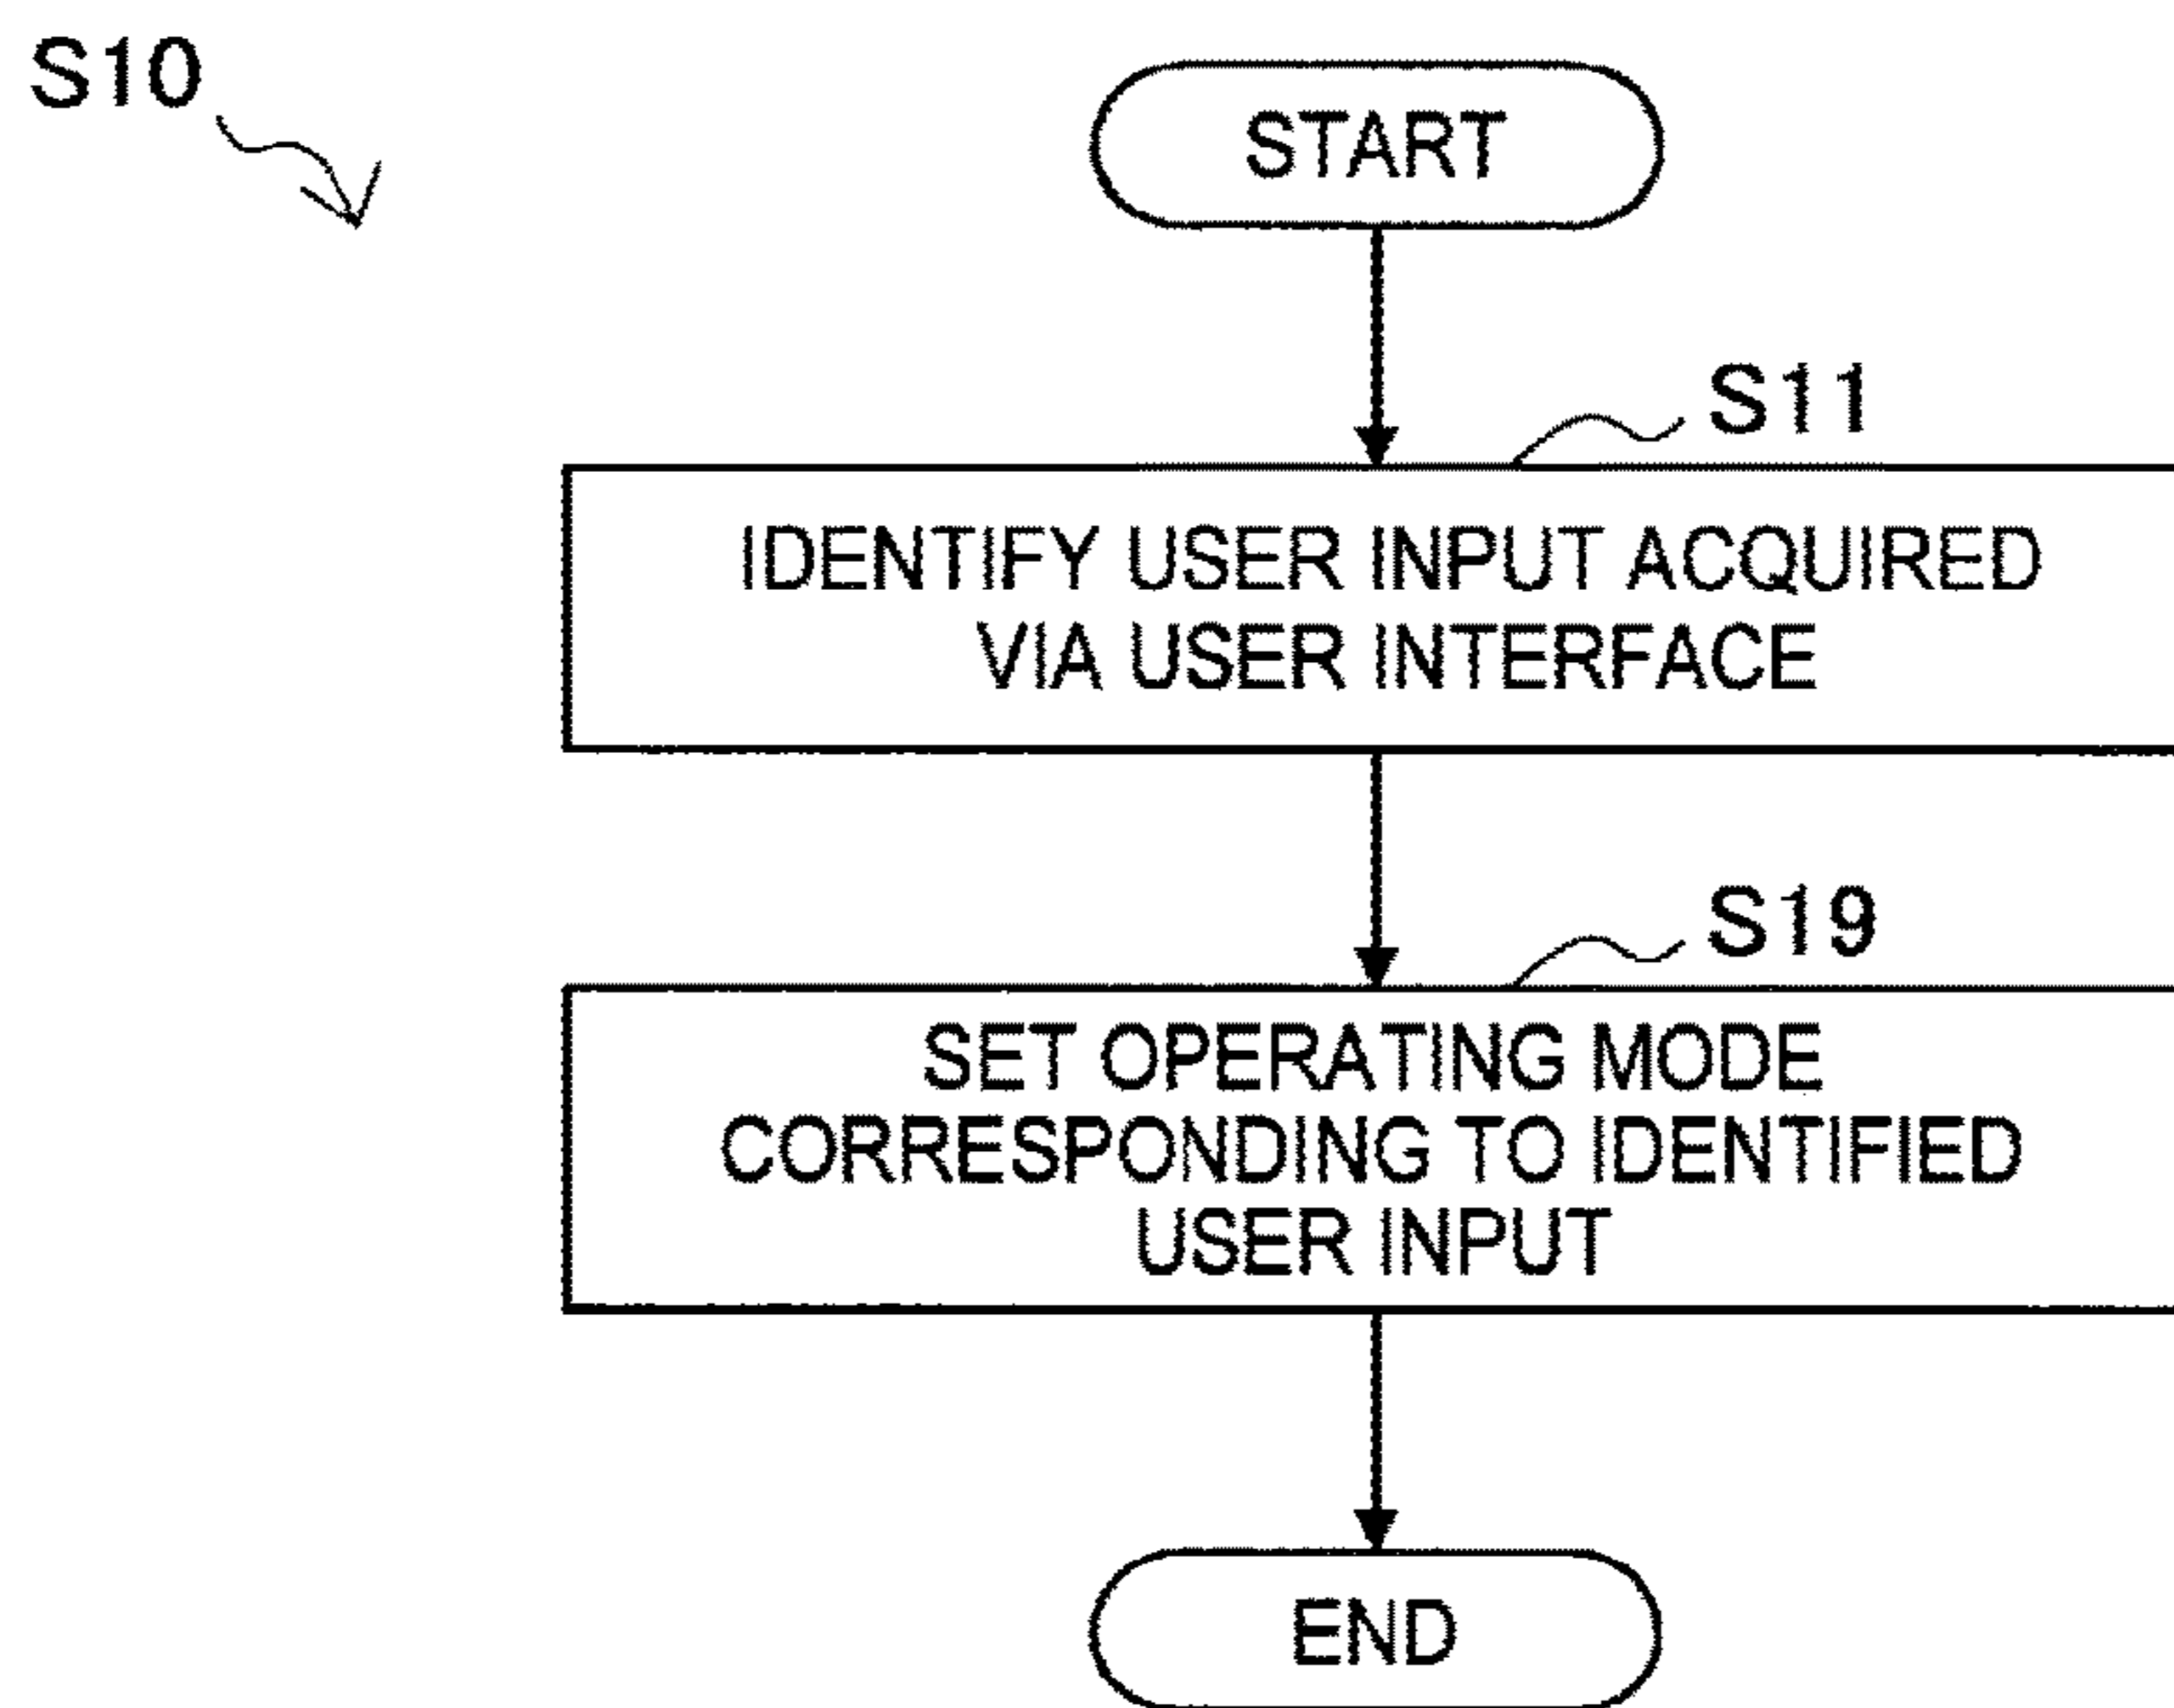 S10
START
S11
IDENTIFY USER INPUT ACQUIRED
VIA USER INTERFACE
S19
SET OPERATING MODE
CORRESPONDING TO IDENTIFIED
USER INPUT
END